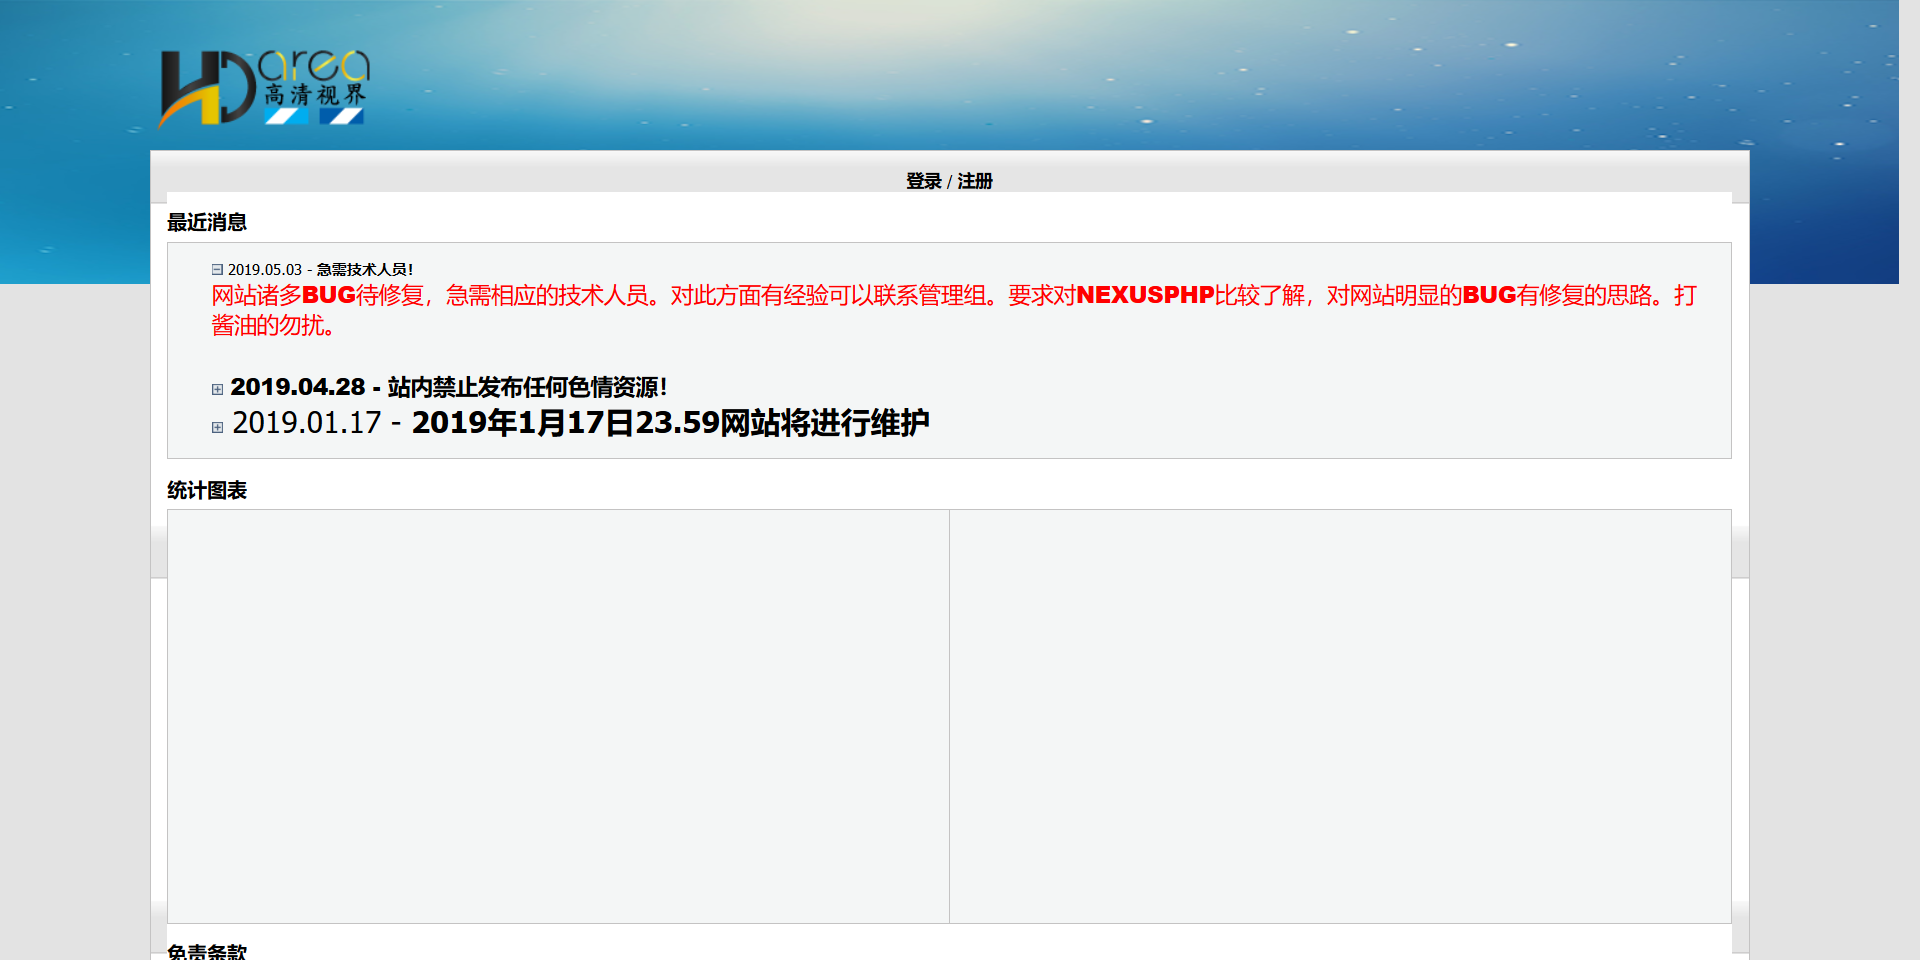 HD area
高清视界
登录 / 注册
最近消息
2019.05.03 - 急需技术人员！
网站诸多BUG待修复，急需相应的技术人员。对此方面有经验可以联系管理组。要求对NEXUSPHP比较了解，对网站明显的BUG有修复的思路。打
酱油的勿扰。
2019.04.28 - 站内禁止发布任何色情资源！
2019.01.17 - 2019年1月17日23.59网站将进行维护
统计图表
免责条款